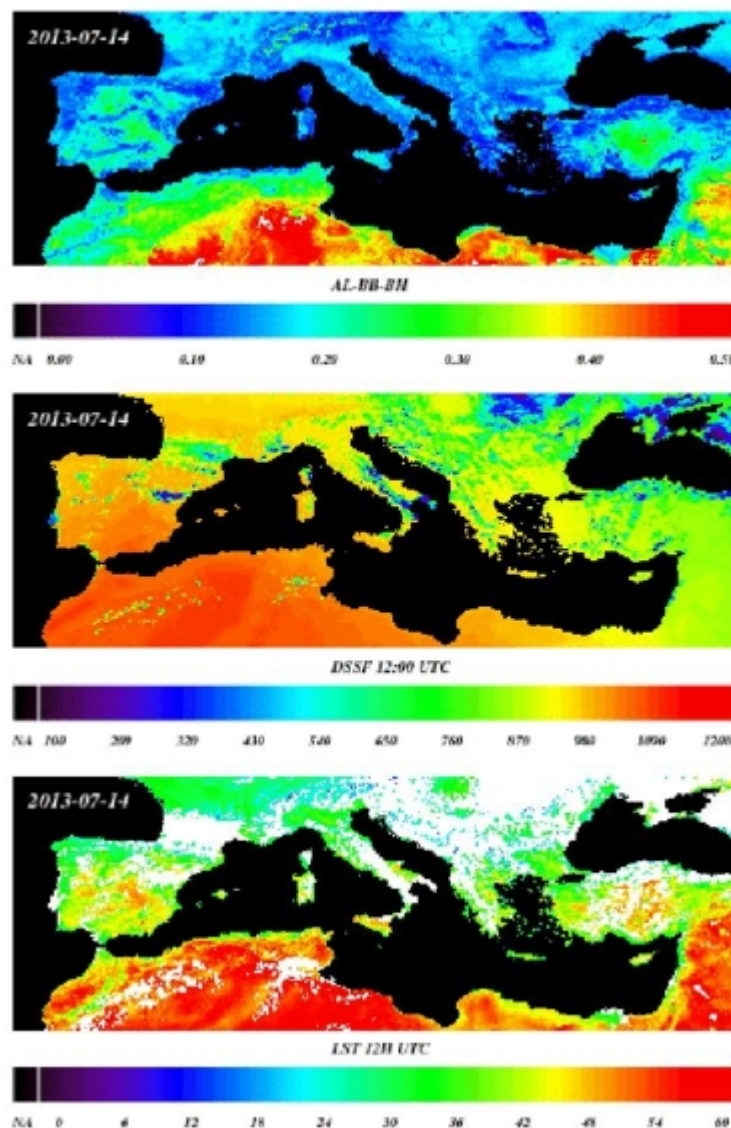 2013-07-14
AL-BB-BH
NA 0.00 0.10 0.20 0.30 0.40 0.50
2013-07-14
DSSF 12:00 UTC
NA 100 200 320 430 540 650 760 870 980 1090 1200
2013-07-14
LST 12H UTC
NA 0 6 12 18 24 30 36 42 48 54 60